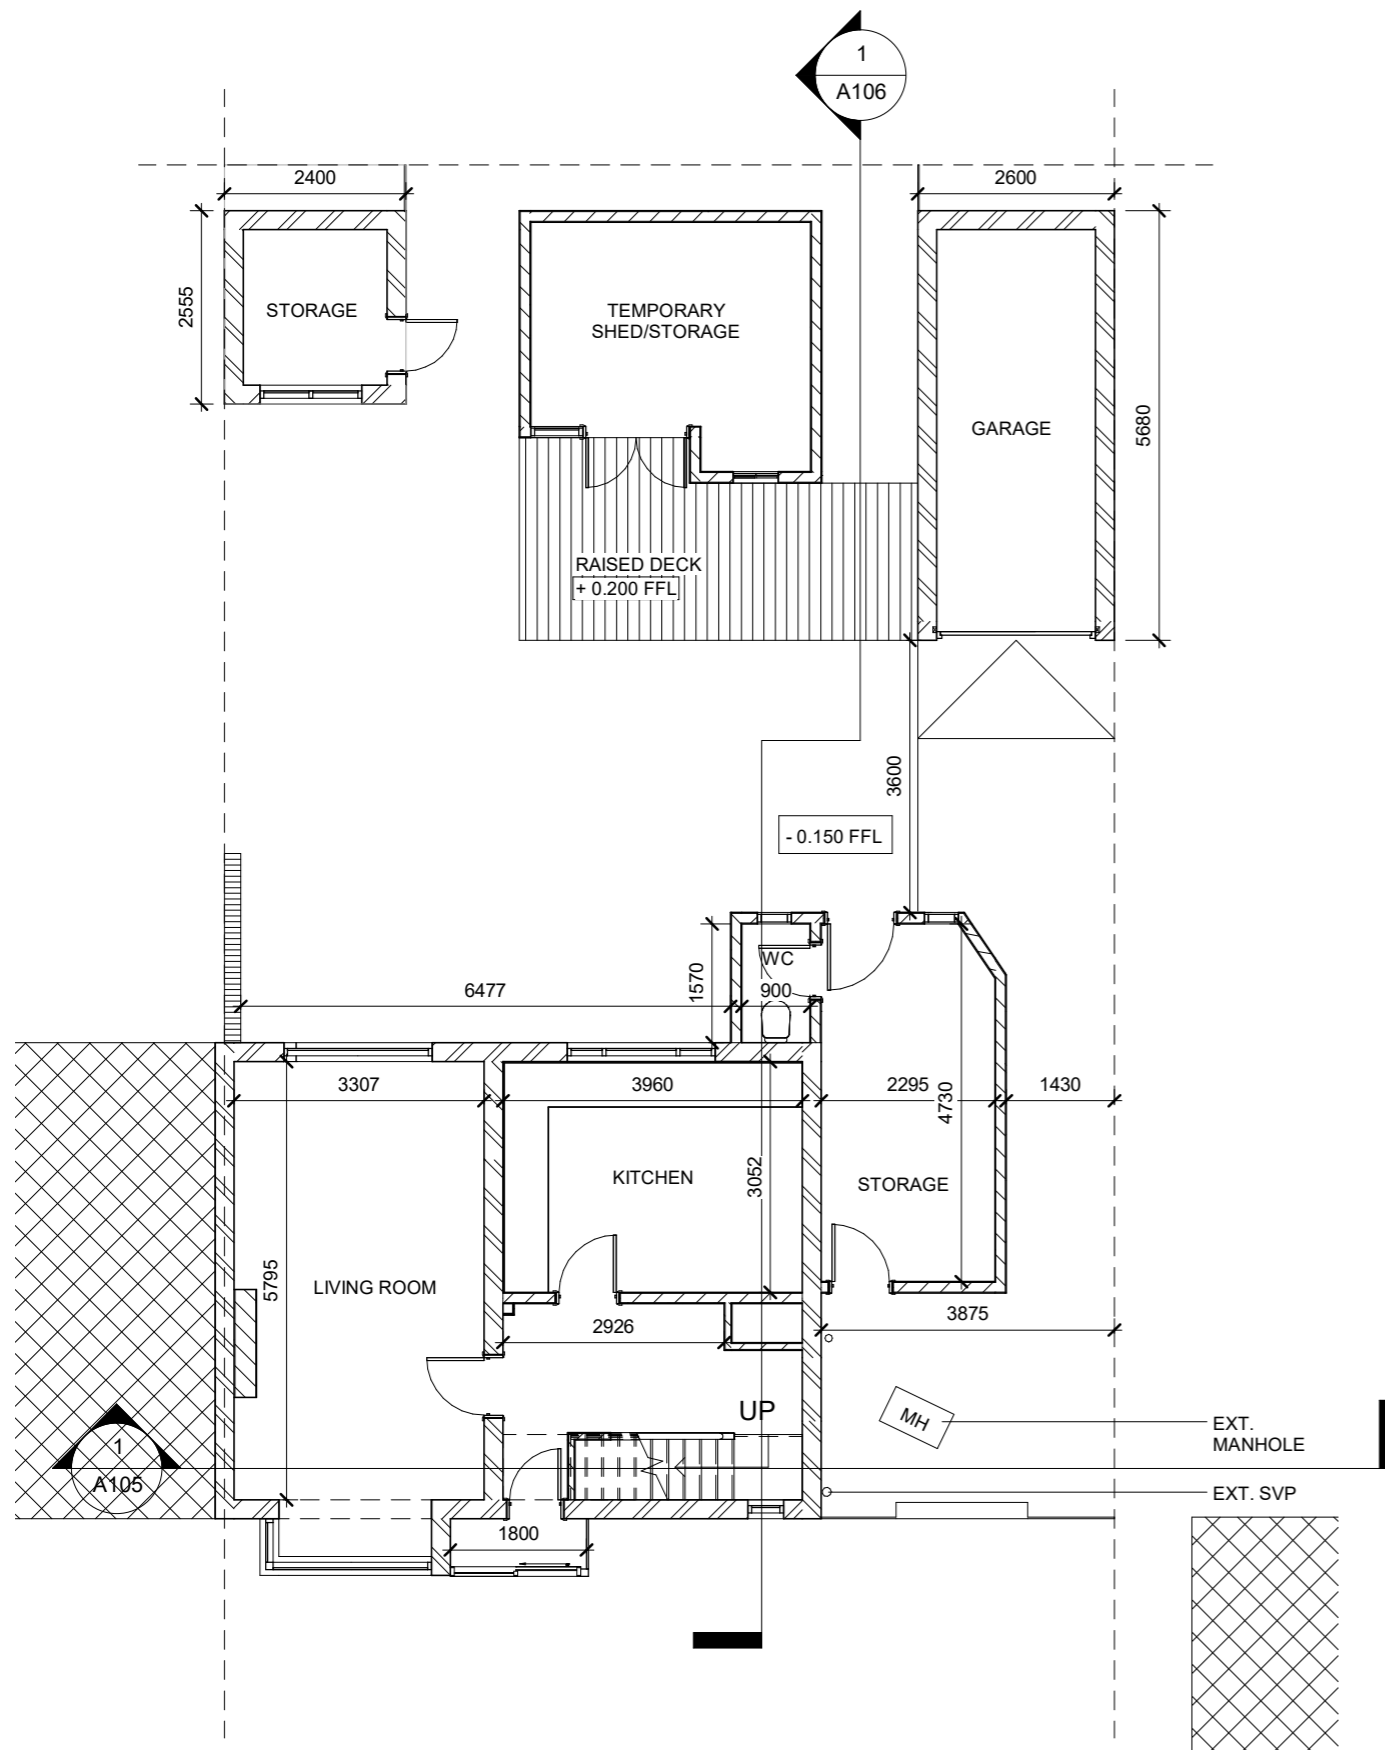 1
A106
2400
2600
2555
STORAGE
TEMPORARY
SHED/STORAGE
GARAGE
5680
RAISED DECK
+ 0.200 FFL
3600
- 0.150 FFL
WC
1570
900
6477
3307
3960
2295
4730
1430
KITCHEN
3052
STORAGE
5795
LIVING ROOM
2926
3875
UP
MH
EXT.
MANHOLE
1
A105
EXT. SVP
1800